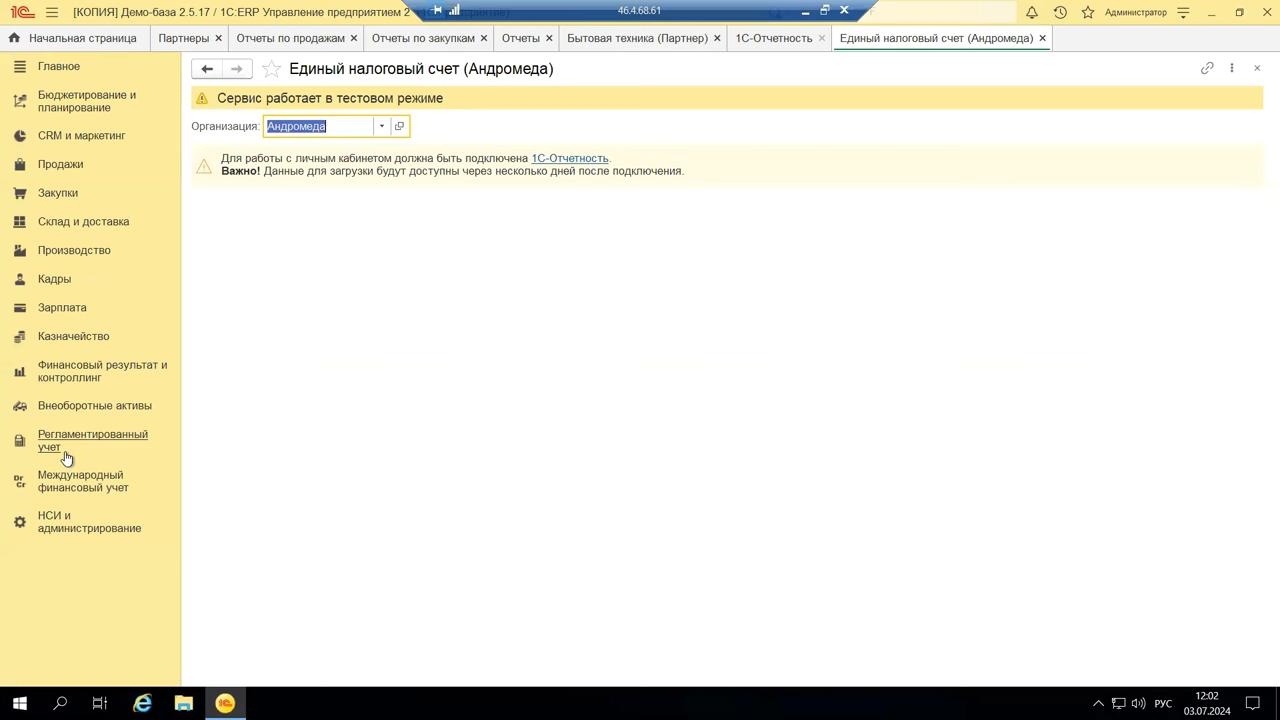 [КОПИЯ] Демо-база 2.5.17 / 1С:ERP Управление предприятием 2
46.4.68.61
Администратор
Начальная страница
Партнеры
Отчеты по продажам
Отчеты по закупкам
Отчеты
Бытовая техника (Партнер)
1С-Отчетность
Единый налоговый счет (Андромеда)
Главное
Бюджетирование и
планирование
CRM и маркетинг
Продажи
Закупки
Склад и доставка
Производство
Кадры
Зарплата
Казначейство
Финансовый результат и
контроллинг
Внеоборотные активы
Регламентированный
учет
Международный
финансовый учет
НСИ и
администрирование
Единый налоговый счет (Андромеда)
Сервис работает в тестовом режиме
Организация: Андромеда
Для работы с личным кабинетом должна быть подключена 1С-Отчетность.
Важно! Данные для загрузки будут доступны через несколько дней после подключения.
РУС
12:02
03.07.2024